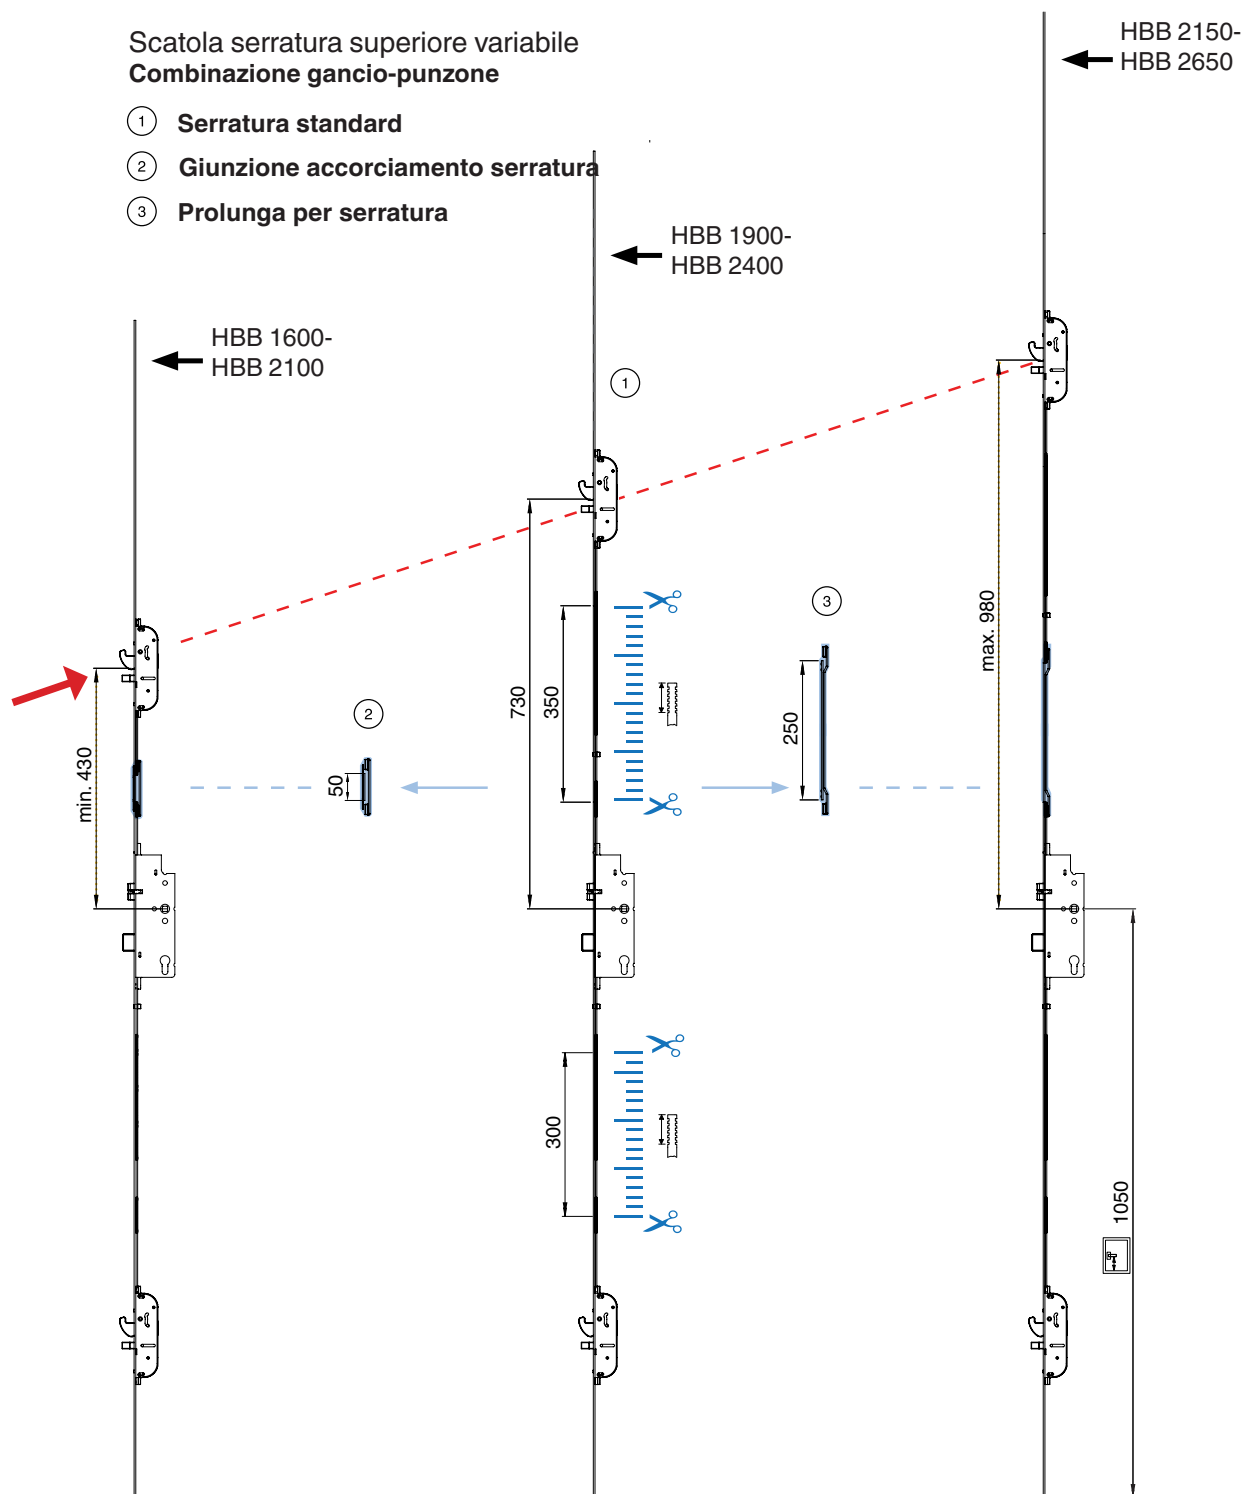 Scatola serratura superiore variabile
Combinazione gancio-punzone
1 Serratura standard
2 Giunzione accorciamento serratura
3 Prolunga per serratura
HBB 2150-
HBB 2650
HBB 1900-
HBB 2400
HBB 1600-
HBB 2100
1
3
2
max. 980
730
350
250
50
min. 430
300
1050